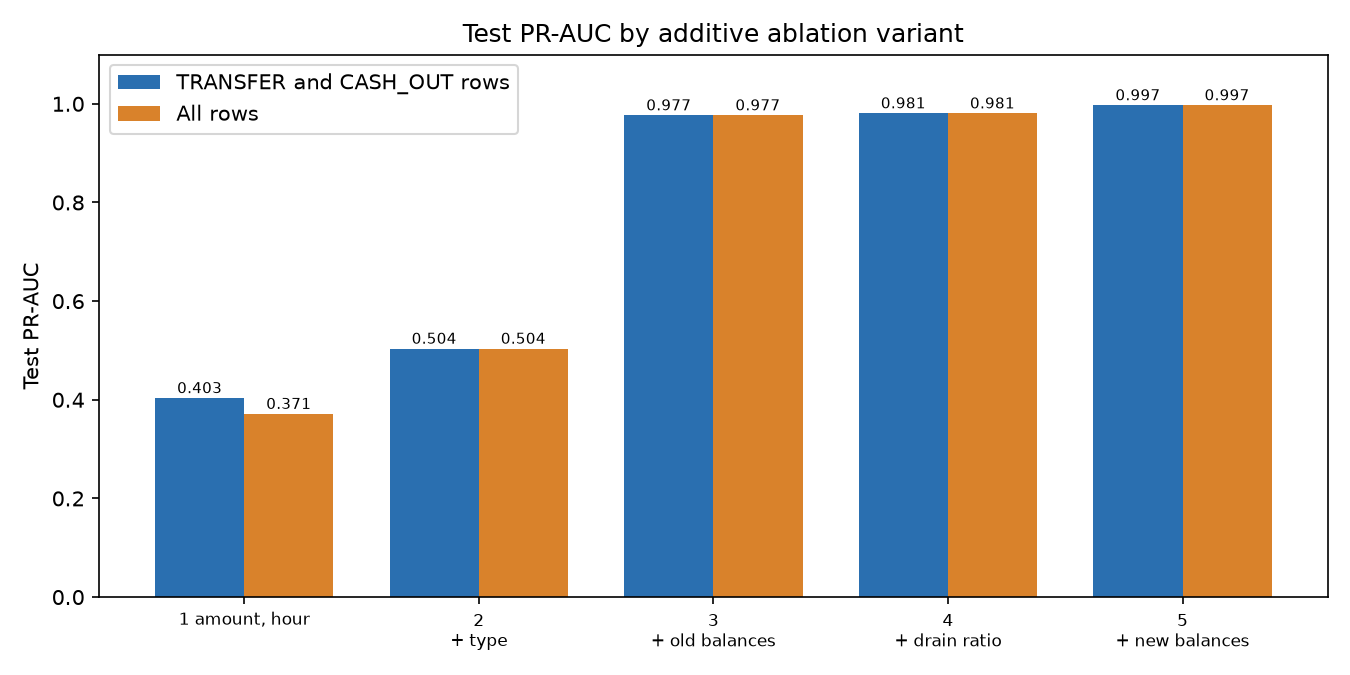 Test PR-AUC by additive ablation variant
TRANSFER and CASH_OUT rows
All rows
Test PR-AUC
1.0
0.8
0.6
0.4
0.2
0.0
0.403
0.371
0.504
0.504
0.977
0.977
0.981
0.981
0.997
0.997
1 amount, hour
2
+ type
3
+ old balances
4
+ drain ratio
5
+ new balances